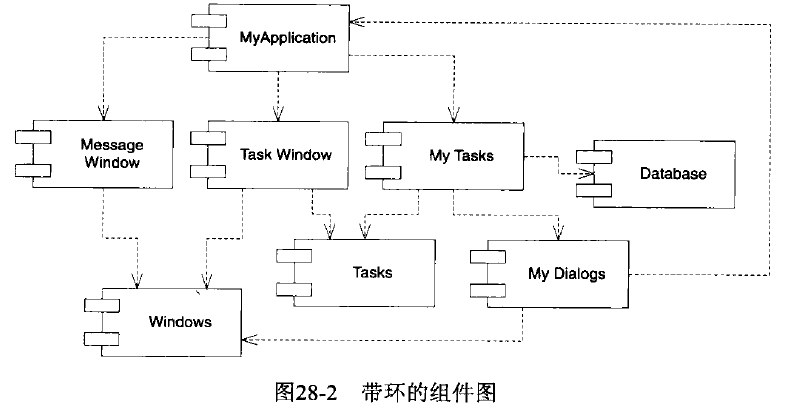 MyApplication
Message
Window
Task Window
My Tasks
Database
Tasks
My Dialogs
Windows
图28-2 带环的组件图